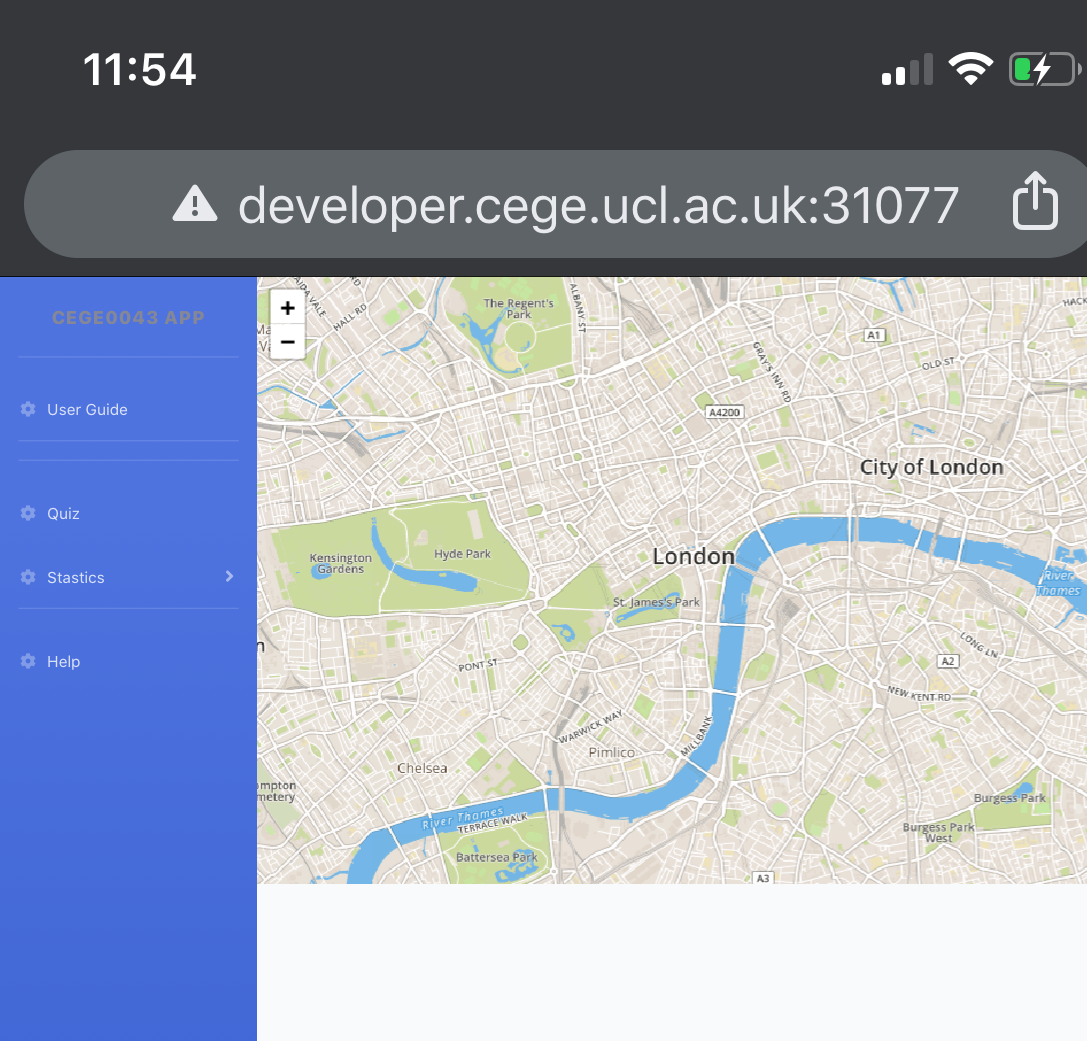 11:54
developer.cege.ucl.ac.uk:31077
CEGE0043 APP
User Guide
Quiz
Stastics
Help
+
−
HALL RD
The Regent's
Park
ALBANY ST
GRAY'S INN RD
A1
OLD ST
HACK
A4200
City of London
London
Kensington
Gardens
Hyde Park
St. James's Park
River
Thames
PONT ST
LONG LN
A2
NEW KENT RD
WARWICK WAY
MILLBANK
Pimlico
Chelsea
ompton
metery
River Thames
TERRACE WALK
Battersea Park
Burgess Park
Burgess Park
West
A3